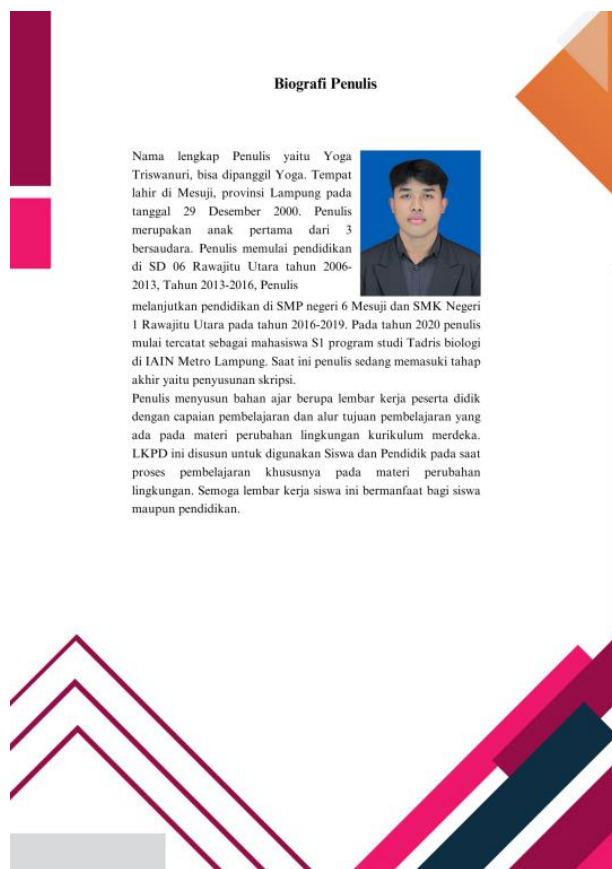 Biografi Penulis
Nama lengkap Penulis yaitu Yoga
Triswanuri, bisa dipanggil Yoga. Tempat
lahir di Mesuji, provinsi Lampung pada
tanggal 29 Desember 2000. Penulis
merupakan anak pertama dari 3
bersaudara. Penulis memulai pendidikan
di SD 06 Rawajitu Utara tahun 2006-
2013, Tahun 2013-2016, Penulis
melanjutkan pendidikan di SMP negeri 6 Mesuji dan SMK Negeri
1 Rawajitu Utara pada tahun 2016-2019. Pada tahun 2020 penulis
mulai tercatat sebagai mahasiswa S1 program studi Tadris biologi
di IAIN Metro Lampung. Saat ini penulis sedang memasuki tahap
akhir yaitu penyusunan skripsi.
Penulis menyusun bahan ajar berupa lembar kerja peserta didik
dengan capaian pembelajaran dan alur tujuan pembelajaran yang
ada pada materi perubahan lingkungan kurikulum merdeka.
LKPD ini disusun untuk digunakan Siswa dan Pendidik pada saat
proses pembelajaran khususnya pada materi perubahan
lingkungan. Semoga lembar kerja siswa ini bermanfaat bagi siswa
maupun pendidikan.